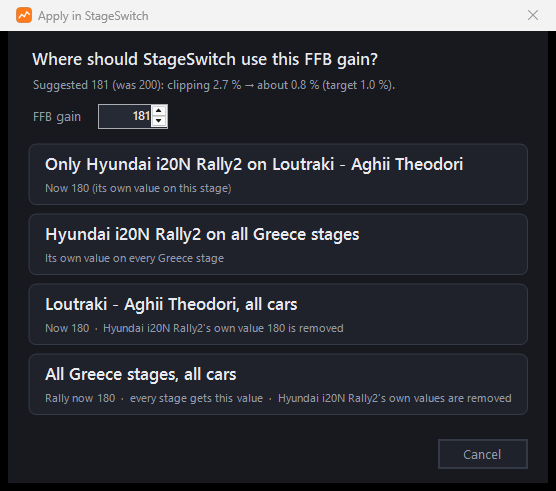 Apply in StageSwitch
Where should StageSwitch use this FFB gain?
Suggested 181 (was 200): clipping 2.7 % → about 0.8 % (target 1.0 %).
FFB gain 181
Only Hyundai i20N Rally2 on Loutraki - Aghii Theodori
Now 180 (its own value on this stage)
Hyundai i20N Rally2 on all Greece stages
Its own value on every Greece stage
Loutraki - Aghii Theodori, all cars
Now 180 · Hyundai i20N Rally2's own value 180 is removed
All Greece stages, all cars
Rally now 180 · every stage gets this value · Hyundai i20N Rally2's own values are removed
Cancel